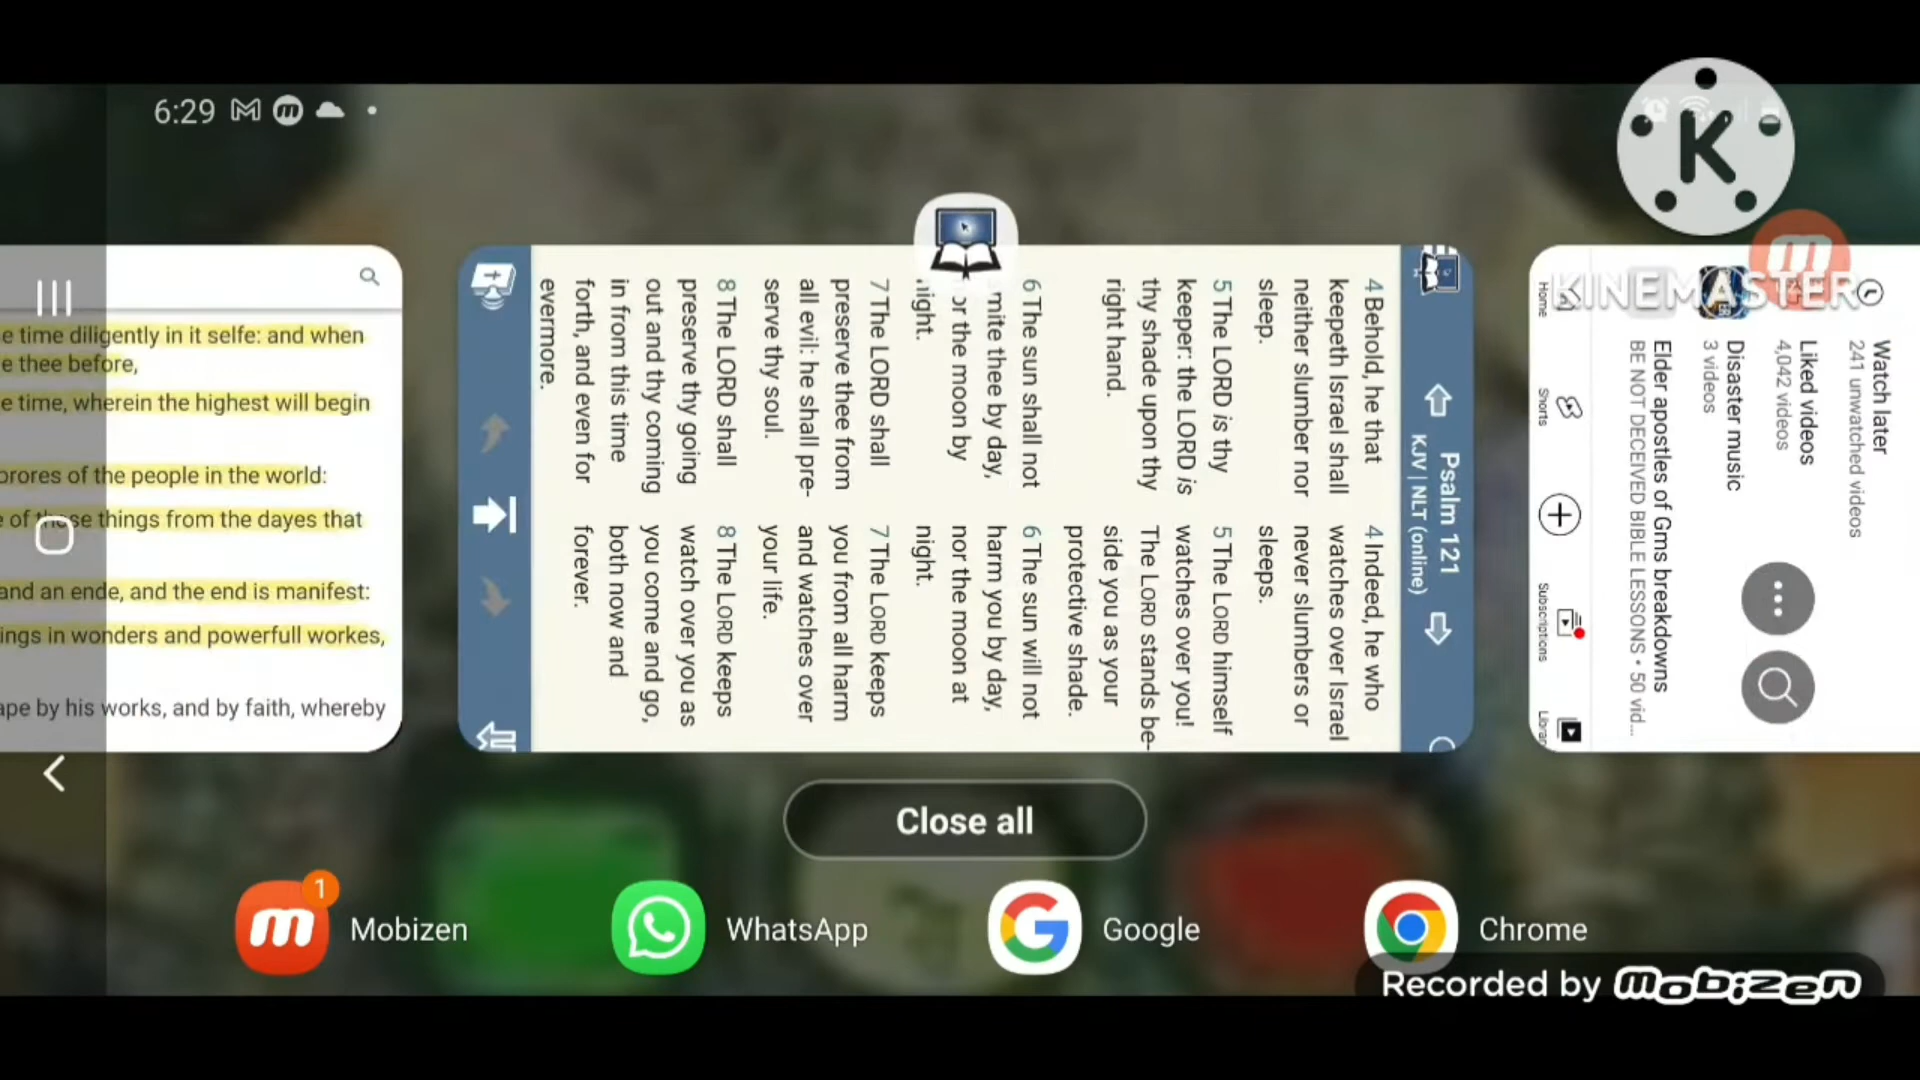 6:29
K
KINEMASTER
e time diligently in it selfe: and when
e thee before,
e time, wherein the highest will begin
prores of the people in the world:
e of these things from the dayes that
and an ende, and the end is manifest:
ings in wonders and powerfull workes,
ape by his works, and by faith, whereby
Psalm 121
KJV | NLT (online)
4 Behold, he that
keepeth Israel shall
neither slumber nor
sleep.
5 The LORD is thy
keeper: the LORD is
thy shade upon thy
right hand.
6 The sun shall not
mite thee by day,
or the moon by
night.
7 The LORD shall
preserve thee from
all evil: he shall pre-
serve thy soul.
8 The LORD shall
preserve thy going
out and thy coming
in from this time
forth, and even for
evermore.
4 Indeed, he who
watches over Israel
never slumbers or
sleeps.
5 The LORD himself
watches over you!
The LORD stands be-
side you as your
protective shade.
6 The sun will not
harm you by day,
nor the moon at
night.
7 The LORD keeps
you from all harm
and watches over
your life.
8 The LORD keeps
watch over you as
you come and go,
both now and
forever.
Watch later
241 unwatched videos
Liked videos
4,042 videos
Disaster music
3 videos
Elder apostles of Gms breakdowns
BE NOT DECEIVED BIBLE LESSONS • 50 vid...
Home
Shorts
Subscriptions
Librar
Close all
1
Mobizen
WhatsApp
Google
Chrome
Recorded by mobizen